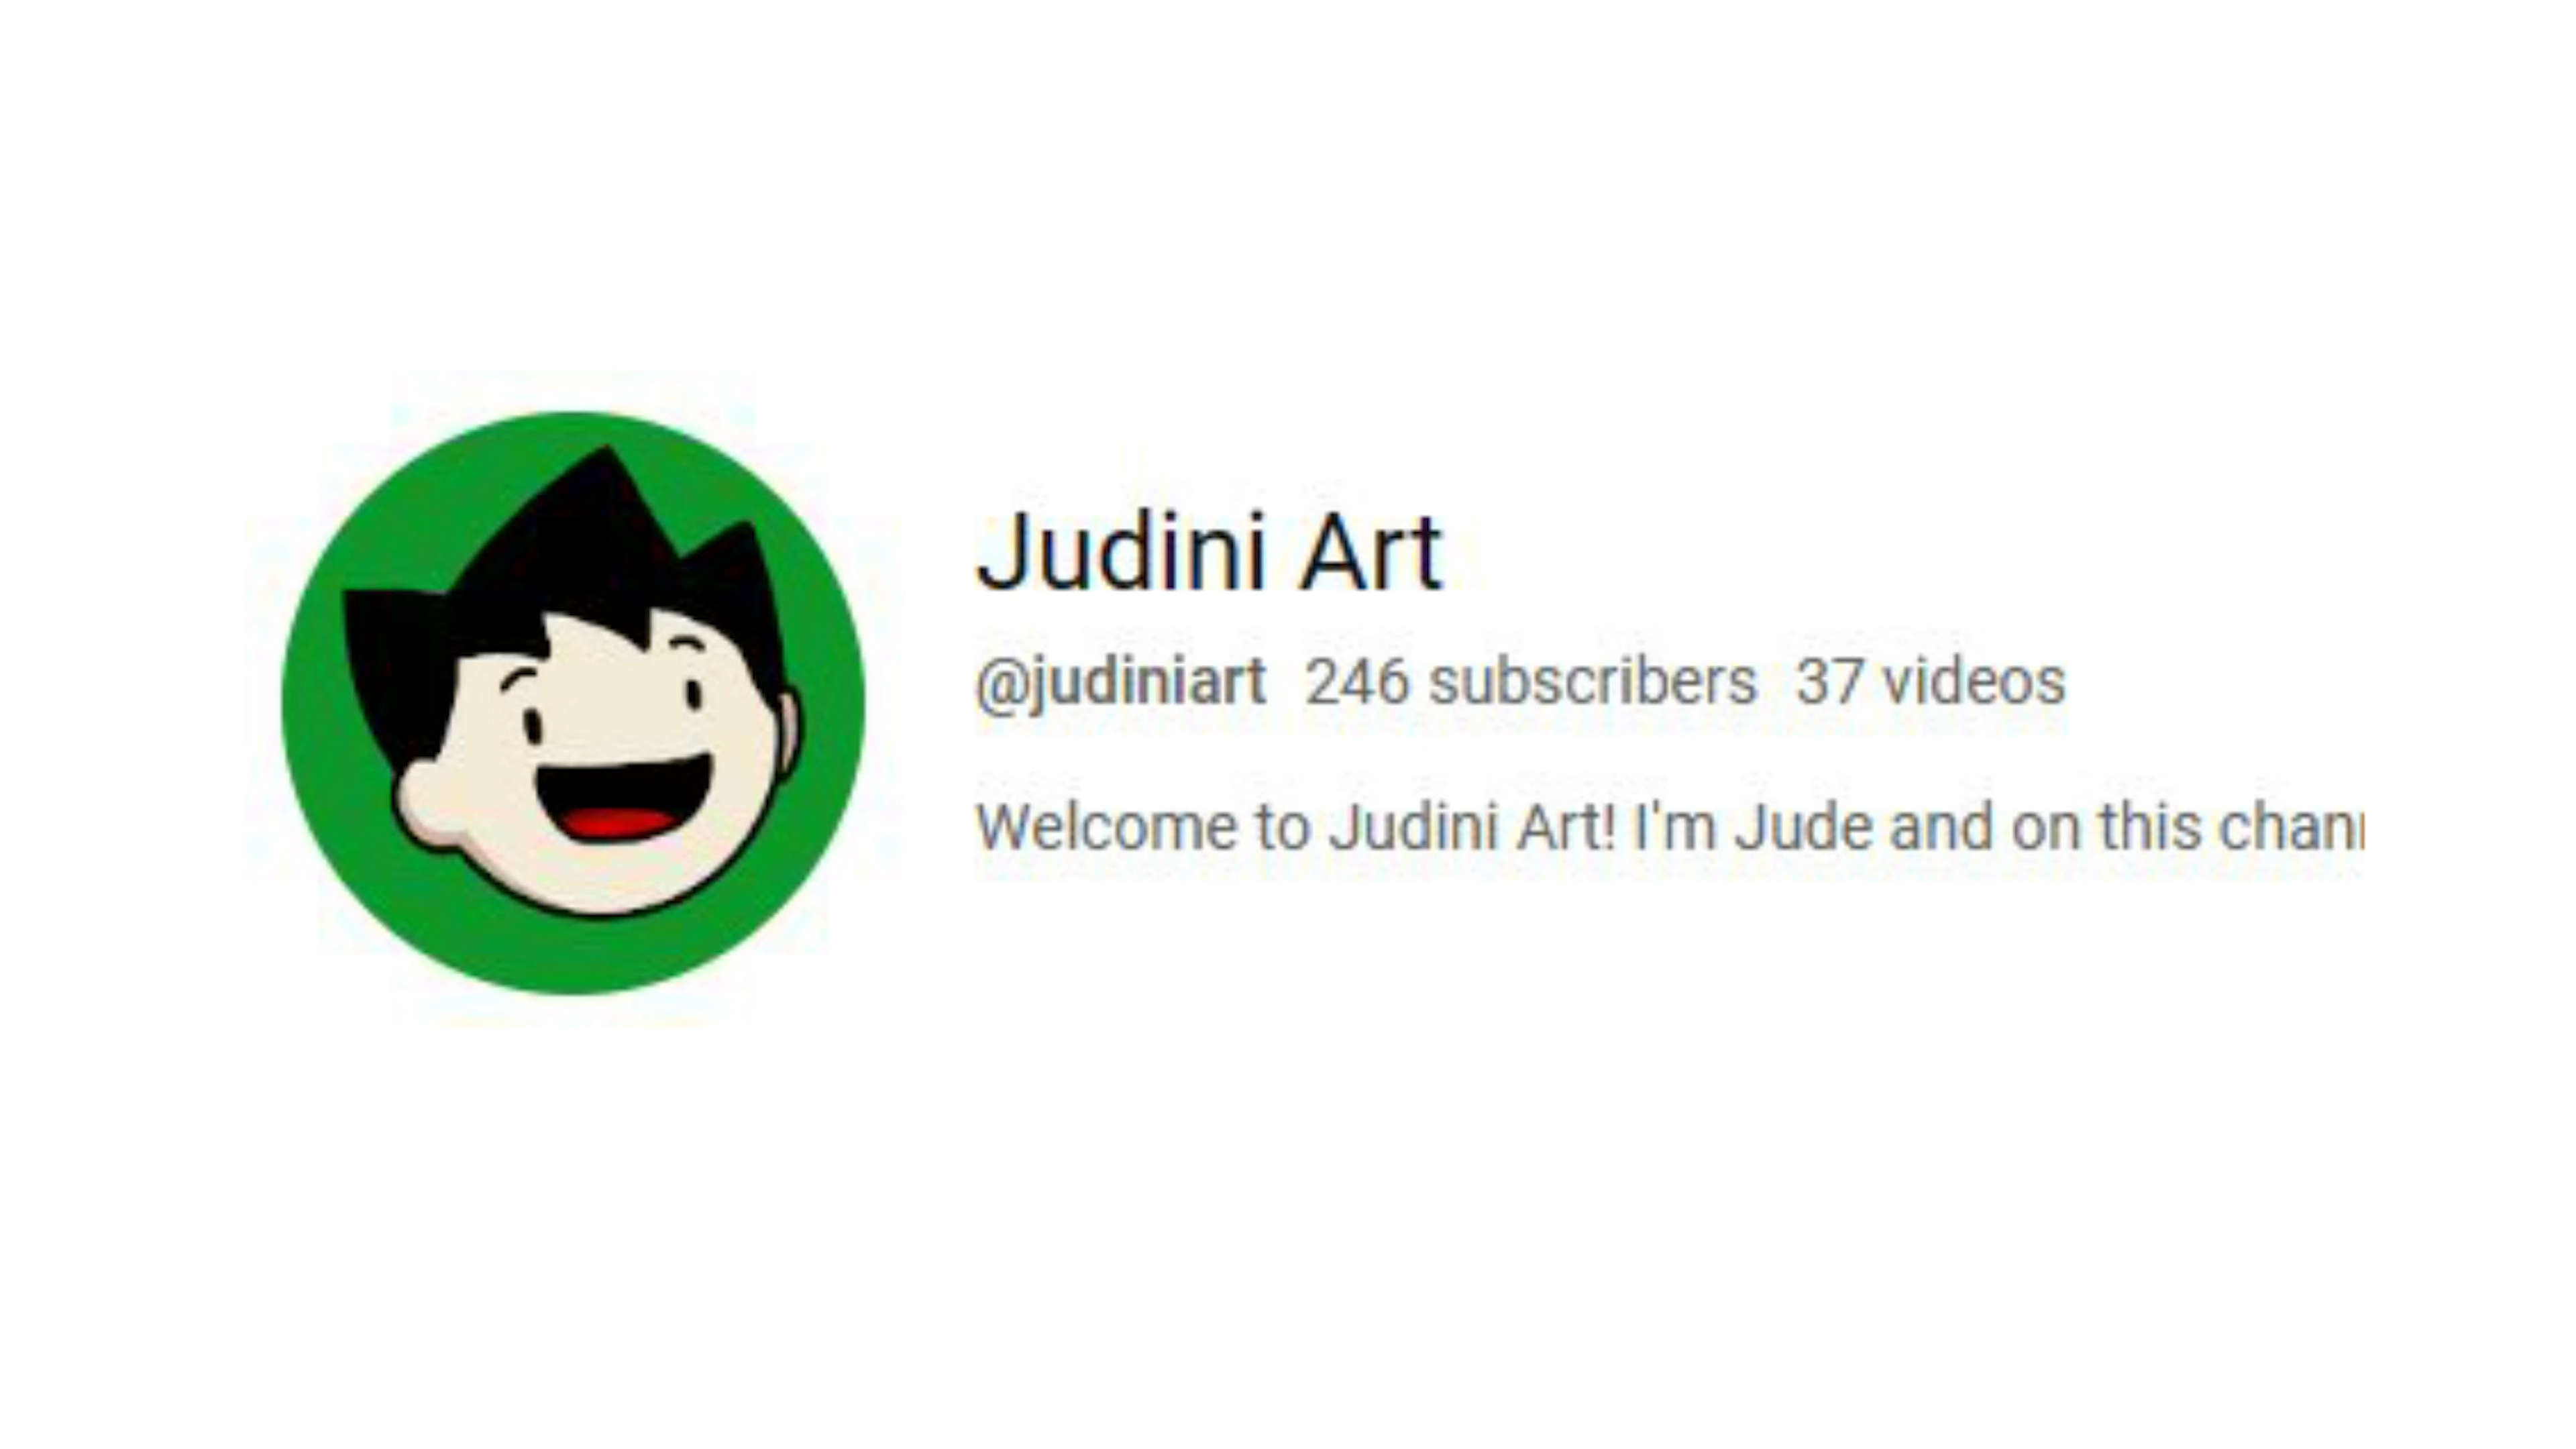 Judini Art
@judiniart 246 subscribers 37 videos
Welcome to Judini Art! I'm Jude and on this